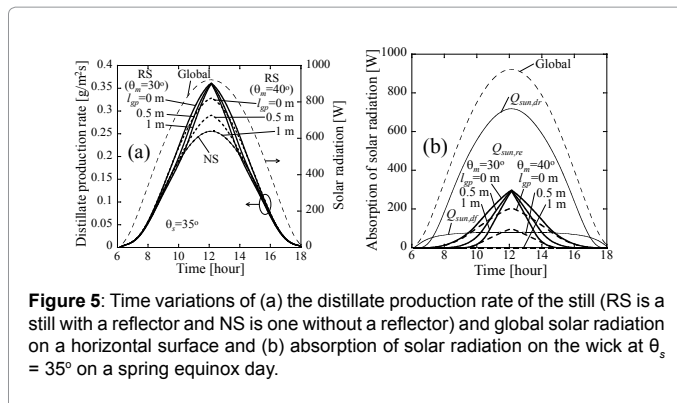 0.4
0.35
0.3
0.25
0.2
0.15
0.1
0.05
0
Distillate production rate [g/m²s]
RS
(θm=30°
lgp=0 m
0.5 m
1 m
Global
RS
(θm=40°
lgp=0 m
0.5 m
1 m
(a)
NS
θs=35°
1000
800
600
400
200
0
Solar radiation [W]
6 8 10 12 14 16 18
Time [hour]
1000
800
600
400
200
0
Absorption of solar radiation [W]
Global
Qsun,dr
(b)
Qsun,re
θm=30° θm=40°
lgp=0 m lgp=0 m
0.5 m 0.5 m
1 m 1 m
Qsun,df
6 8 10 12 14 16 18
Time [hour]
Figure 5: Time variations of (a) the distillate production rate of the still (RS is a
still with a reflector and NS is one without a reflector) and global solar radiation
on a horizontal surface and (b) absorption of solar radiation on the wick at θs
= 35° on a spring equinox day.